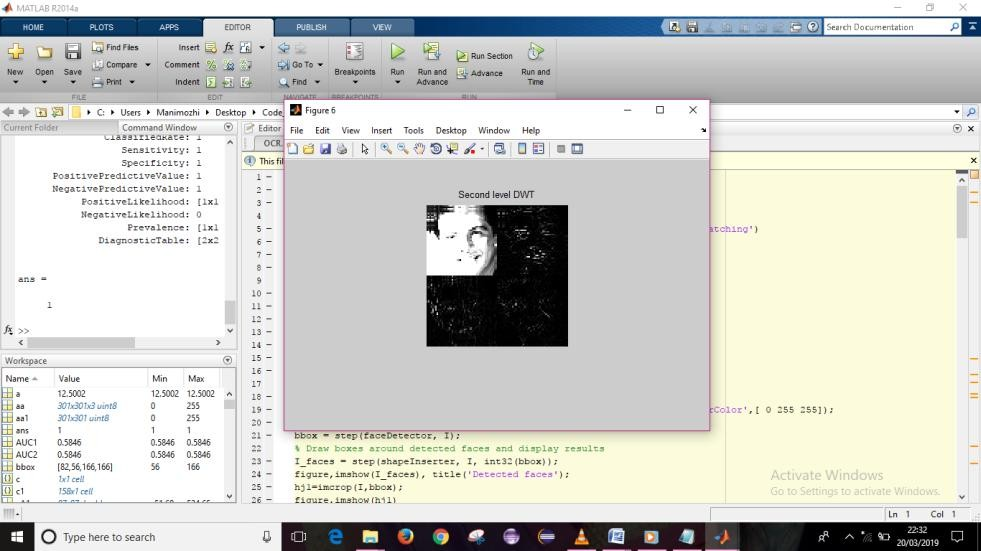 MATLAB R2014a
HOME PLOTS APPS EDITOR PUBLISH VIEW Search Documentation
Find Files Insert fx Run Section
Compare Comment Go To Advance
New Open Save Print Indent Find Breakpoints Run Run and Advance Run and Time
FILE EDIT NAVIGATE BREAKPOINTS RUN
C: Users Manimozhi Desktop Code_
Current Folder Command Window Editor
Figure 6
File Edit View Insert Tools Desktop Window Help
Second level DWT
ClassifiedRate: 1
Sensitivity: 1
Specificity: 1
PositivePredictiveValue: 1
NegativePredictiveValue: 1
PositiveLikelihood: [1x1
NegativeLikelihood: 0
Prevalence: [1x1
DiagnosticTable: [2x2
ans =
1
fx >>
Workspace
Name Value Min Max
a 12.5002 12.5002 12.5002
aa 301x301x3 uint8 0 255
aa1 301x301 uint8 0 255
ans 1 1 1
AUC1 0.5846 0.5846 0.5846
AUC2 0.5846 0.5846 0.5846
bbox [82,56,166,166] 56 166
c 1x1 cell
c1 158x1 cell
OCR.
This fil
1
2
3
4
5 atching')
6
7
8
9
10
11
12
13
14
15
16
17
18
19 rColor',[ 0 255 255]);
20
21 bbox = step(faceDetector, I);
22 % Draw boxes around detected faces and display results
23 I_faces = step(shapeInserter, I, int32(bbox));
24 figure,imshow(I_faces), title('Detected faces');
25 hj1=imcrop(I,bbox);
26 figure,imshow(hj1)
Activate Windows
Go to Settings to activate Windows.
Ln 1 Col 1
Type here to search
22:32
20/03/2019